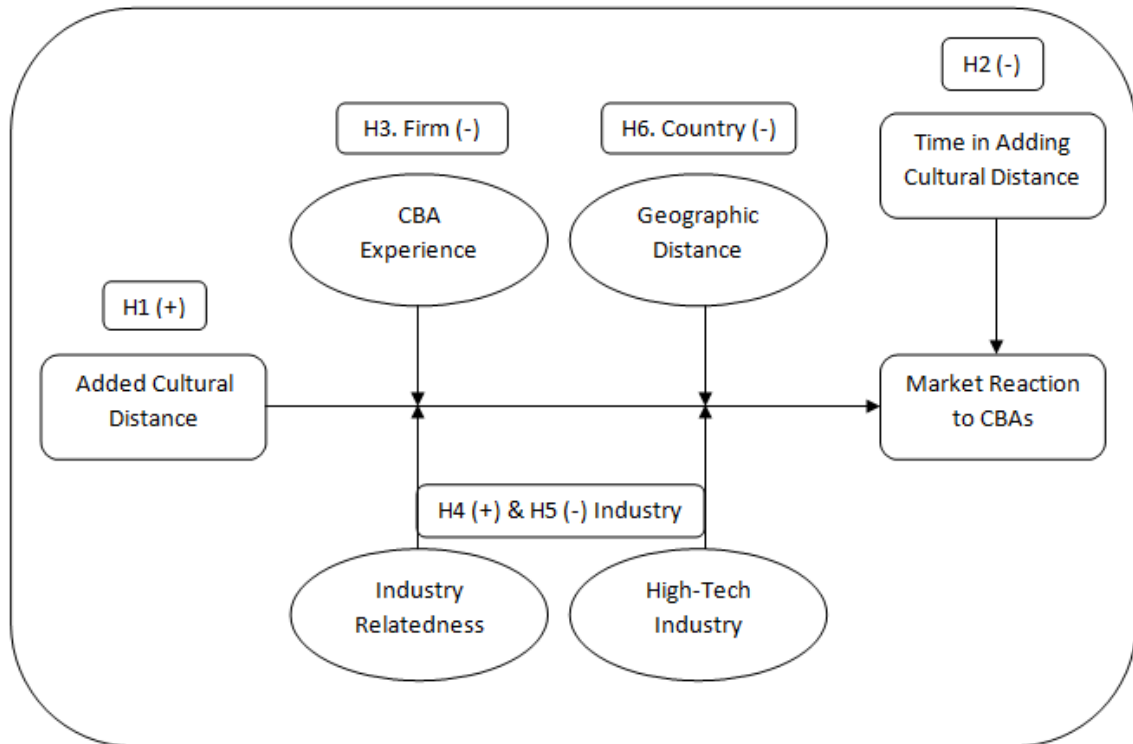 H2 (-)
H3. Firm (-)
H6. Country (-)
Time in Adding
Cultural Distance
CBA
Experience
Geographic
Distance
H1 (+)
Added Cultural
Distance
Market Reaction
to CBAs
H4 (+) & H5 (-) Industry
Industry
Relatedness
High-Tech
Industry